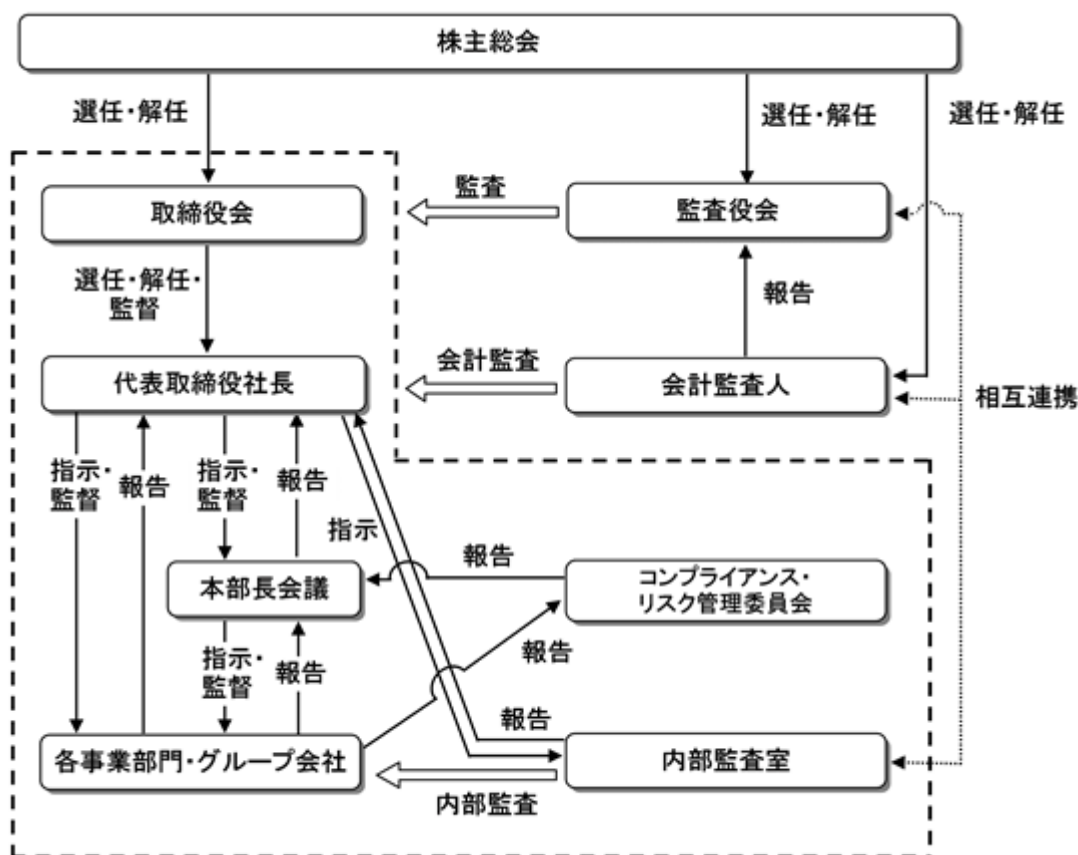 株主総会
選任・解任
選任・解任
選任・解任
取締役会
監査
監査役会
選任・解任・
監督
報告
代表取締役社長
会計監査
会計監査人
相互連携
指示・
監督
報告
指示・
監督
報告
指示
本部長会議
報告
コンプライアンス・
リスク管理委員会
指示・
監督
報告
報告
各事業部門・グループ会社
報告
内部監査室
内部監査